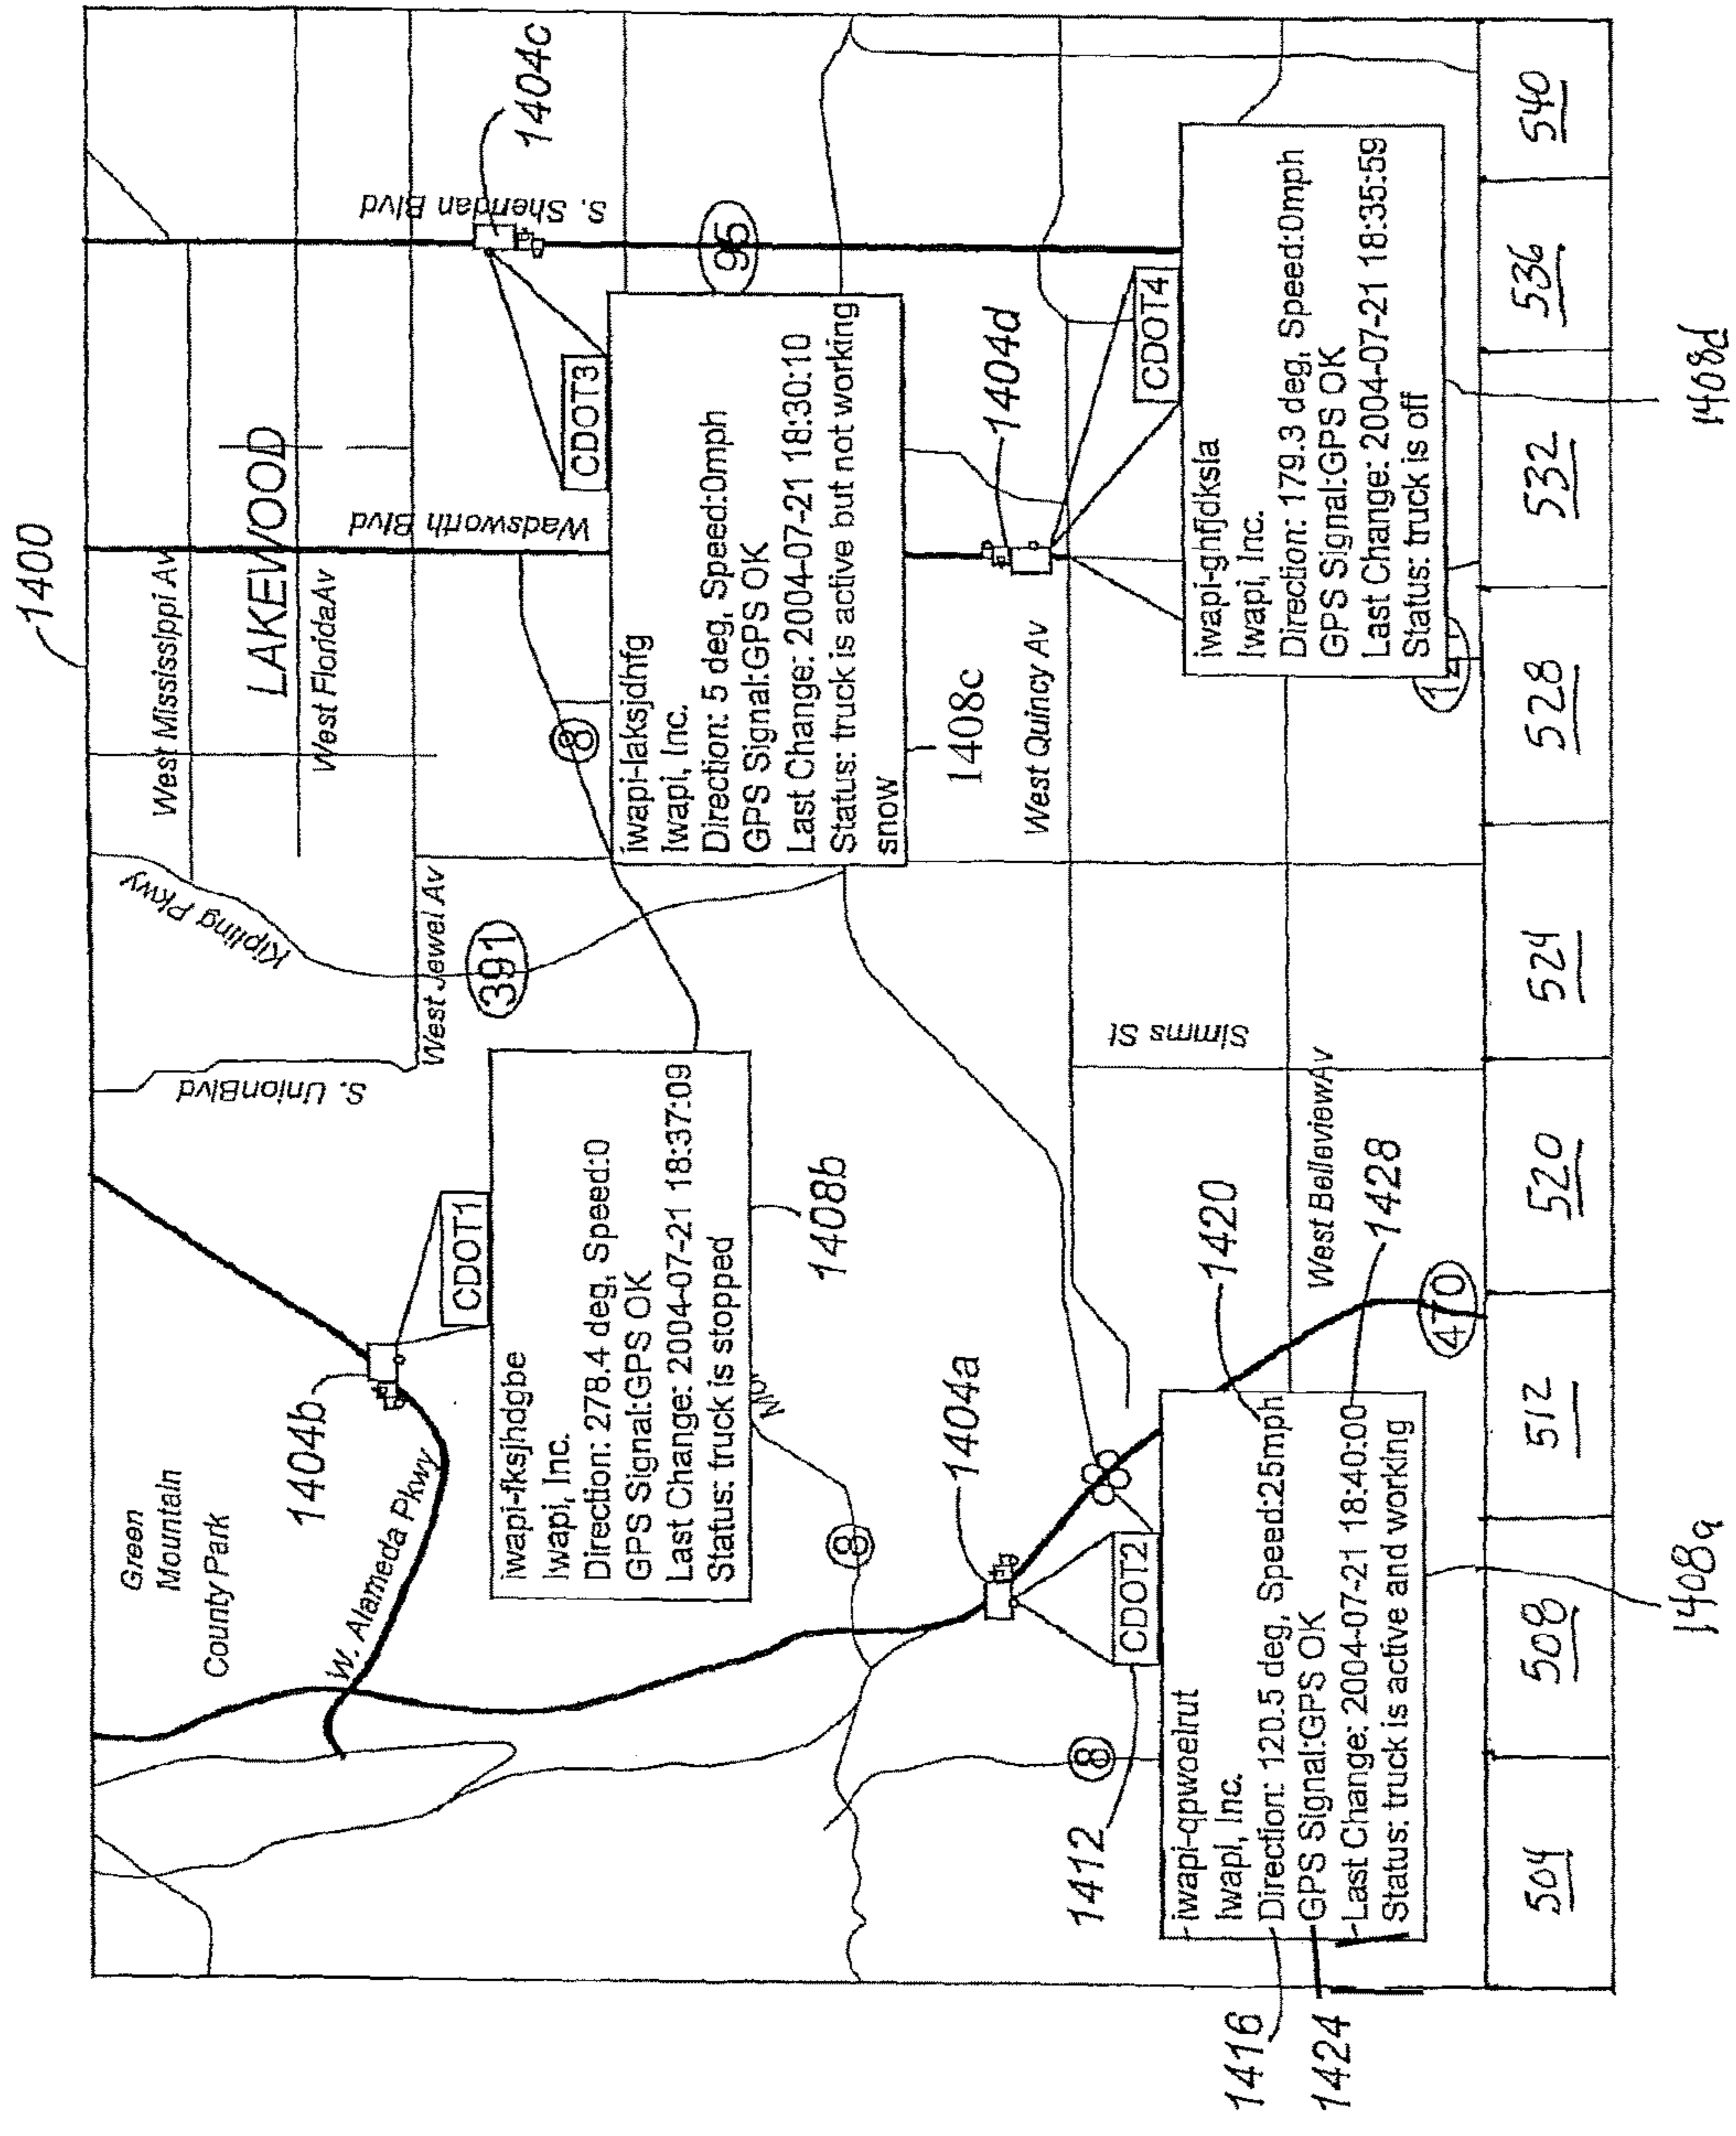 1400
West Mississippi Av
LAKEWOOD
West FloridaAv
Kipling Pkwy
S. UnionBlvd
West Jewel Av
391
Wadsworth Blvd
S. Sheridan Blvd
1404c
95
8
Green
Mountain
County Park
W. Alameda Pkwy
1404b
CDOT1
iwapi-fksjhdgbe
Iwapi, Inc.
Direction: 278.4 deg, Speed:0
GPS Signal:GPS OK
Last Change: 2004-07-21 18:37:09
Status: truck is stopped
1408b
Mor
CDOT3
iwapi-laksjdhfg
Iwapi, Inc.
Direction: 5 deg, Speed:0mph
GPS Signal:GPS OK
Last Change: 2004-07-21 18:30:10
Status: truck is active but not working
snow
1408c
8
8
1404a
1412
CDOT2
iwapi-qpwoeirut
Iwapi, Inc.
Direction: 120.5 deg, Speed:25mph
GPS Signal:GPS OK
Last Change: 2004-07-21 18:40:00
Status: truck is active and working
1416
1424
1420
1428
1408a
470
West BelleviewAv
Simms St
West Quincy Av
1404d
CDOT4
iwapi-ghfjdksla
Iwapi, Inc.
Direction: 179.3 deg, Speed:0mph
GPS Signal:GPS OK
Last Change: 2004-07-21 18:35:59
Status: truck is off
1408d
504 508 512 520 524 528 532 536 540